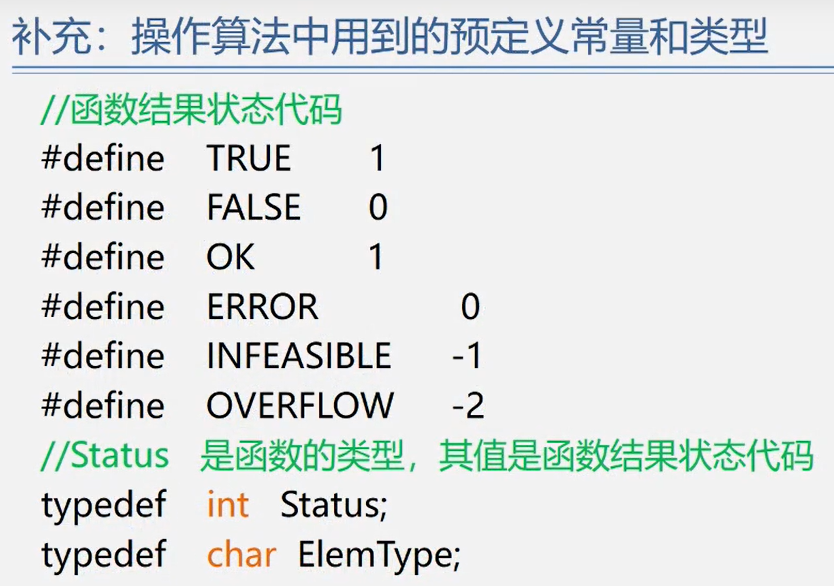 补充：操作算法中用到的预定义常量和类型
//函数结果状态代码
#define TRUE 1
#define FALSE 0
#define OK 1
#define ERROR 0
#define INFEASIBLE -1
#define OVERFLOW -2
//Status 是函数的类型，其值是函数结果状态代码
typedef int Status;
typedef char ElemType;